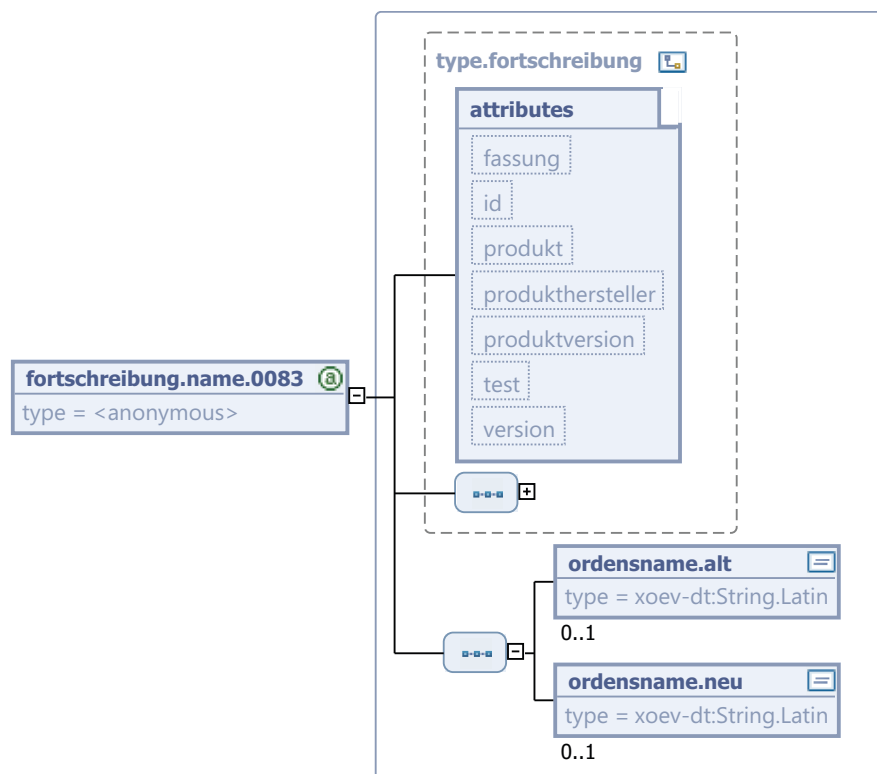 type.fortschreibung
attributes
fassung
id
produkt
produkthersteller
produktversion
test
version
fortschreibung.name.0083 a
type = <anonymous>
ordensname.alt
type = xoev-dt:String.Latin
0..1
ordensname.neu
type = xoev-dt:String.Latin
0..1